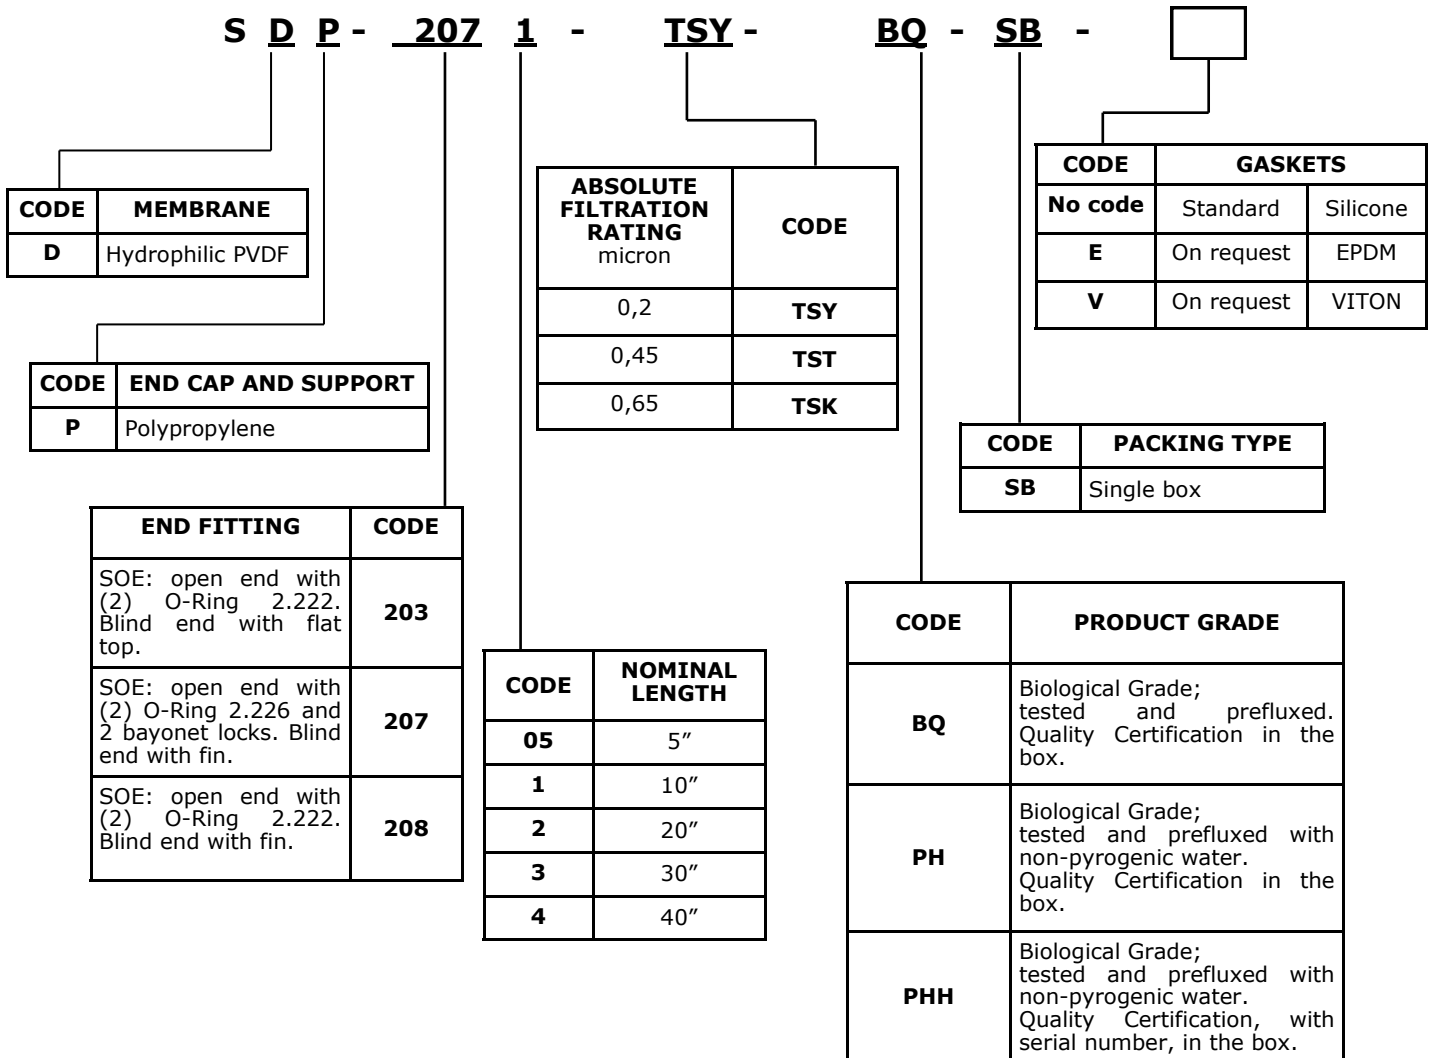 S D P - 207 1 - TSY - BQ - SB -
CODE MEMBRANE
D Hydrophilic PVDF
CODE END CAP AND SUPPORT
P Polypropylene
END FITTING CODE
SOE: open end with
(2) O-Ring 2.222.
Blind end with flat
top.
203
SOE: open end with
(2) O-Ring 2.226 and
2 bayonet locks. Blind
end with fin.
207
SOE: open end with
(2) O-Ring 2.222.
Blind end with fin.
208
CODE NOMINAL
LENGTH
05 5″
1 10″
2 20″
3 30″
4 40″
ABSOLUTE
FILTRATION
RATING
micron
CODE
0,2 TSY
0,45 TST
0,65 TSK
CODE PRODUCT GRADE
BQ
Biological Grade;
tested and prefluxed.
Quality Certification in the
box.
PH
Biological Grade;
tested and prefluxed with
non-pyrogenic water.
Quality Certification in the
box.
PHH
Biological Grade;
tested and prefluxed with
non-pyrogenic water.
Quality Certification, with
serial number, in the box.
CODE PACKING TYPE
SB Single box
CODE GASKETS
No code Standard Silicone
E On request EPDM
V On request VITON